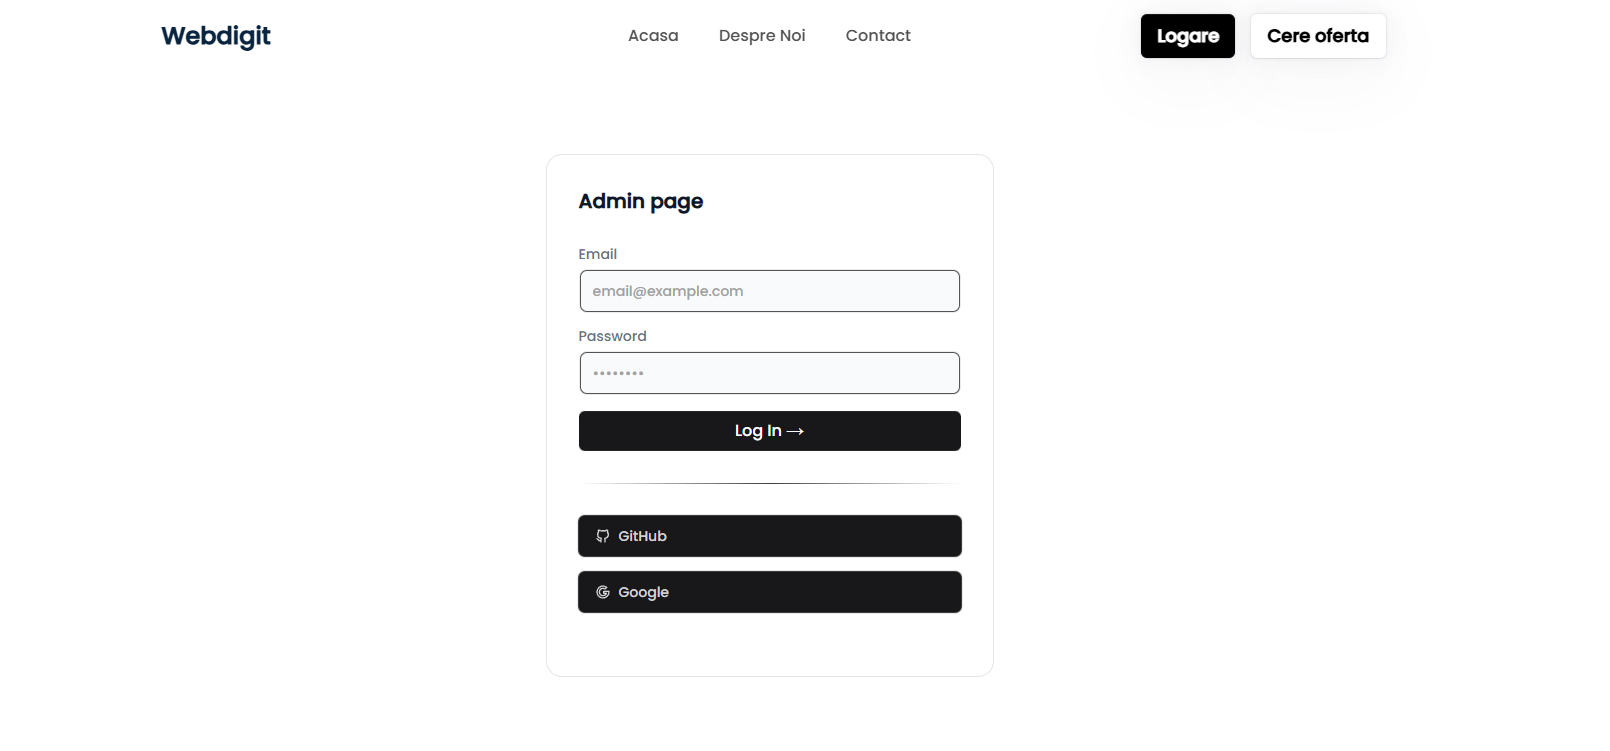 Webdigit
Acasa Despre Noi Contact
Logare Cere oferta
Admin page
Email
email@example.com
Password
••••••••
Log In →
GitHub
Google